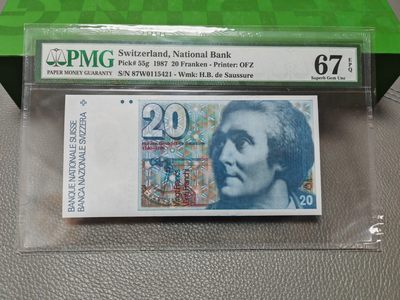 PMG
PAPER MONEY GUARANTY
Switzerland, National Bank
Pick# 55g 1987 20 Franken - Printer: OFZ
S/N 87W0115421 - Wmk: H.B. de Saussure
67
EPQ
Superb Gem Unc
BANQUE NATIONALE SUISSE
BANCA NAZIONALE SVIZZERA
20
20